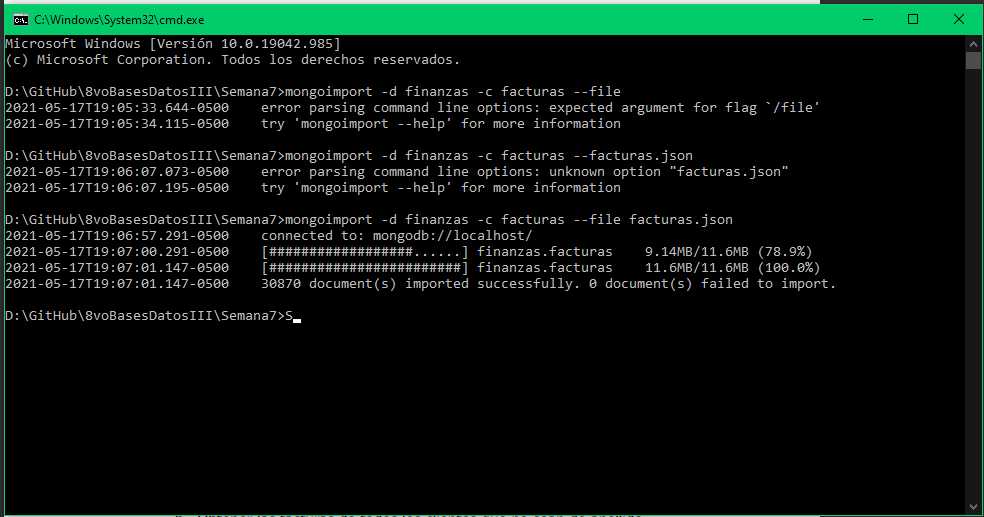 C:\Windows\System32\cmd.exe
Microsoft Windows [Versión 10.0.19042.985]
(c) Microsoft Corporation. Todos los derechos reservados.
D:\GitHub\8voBasesDatosIII\Semana7>mongoimport -d finanzas -c facturas --file
2021-05-17T19:05:33.644-0500    error parsing command line options: expected argument for flag `/file'
2021-05-17T19:05:34.115-0500    try 'mongoimport --help' for more information
D:\GitHub\8voBasesDatosIII\Semana7>mongoimport -d finanzas -c facturas --facturas.json
2021-05-17T19:06:07.073-0500    error parsing command line options: unknown option "facturas.json"
2021-05-17T19:06:07.195-0500    try 'mongoimport --help' for more information
D:\GitHub\8voBasesDatosIII\Semana7>mongoimport -d finanzas -c facturas --file facturas.json
2021-05-17T19:06:57.291-0500    connected to: mongodb://localhost/
2021-05-17T19:07:00.291-0500    [##################......] finanzas.facturas    9.14MB/11.6MB (78.9%)
2021-05-17T19:07:01.147-0500    [########################] finanzas.facturas    11.6MB/11.6MB (100.0%)
2021-05-17T19:07:01.147-0500    30870 document(s) imported successfully. 0 document(s) failed to import.
D:\GitHub\8voBasesDatosIII\Semana7>S